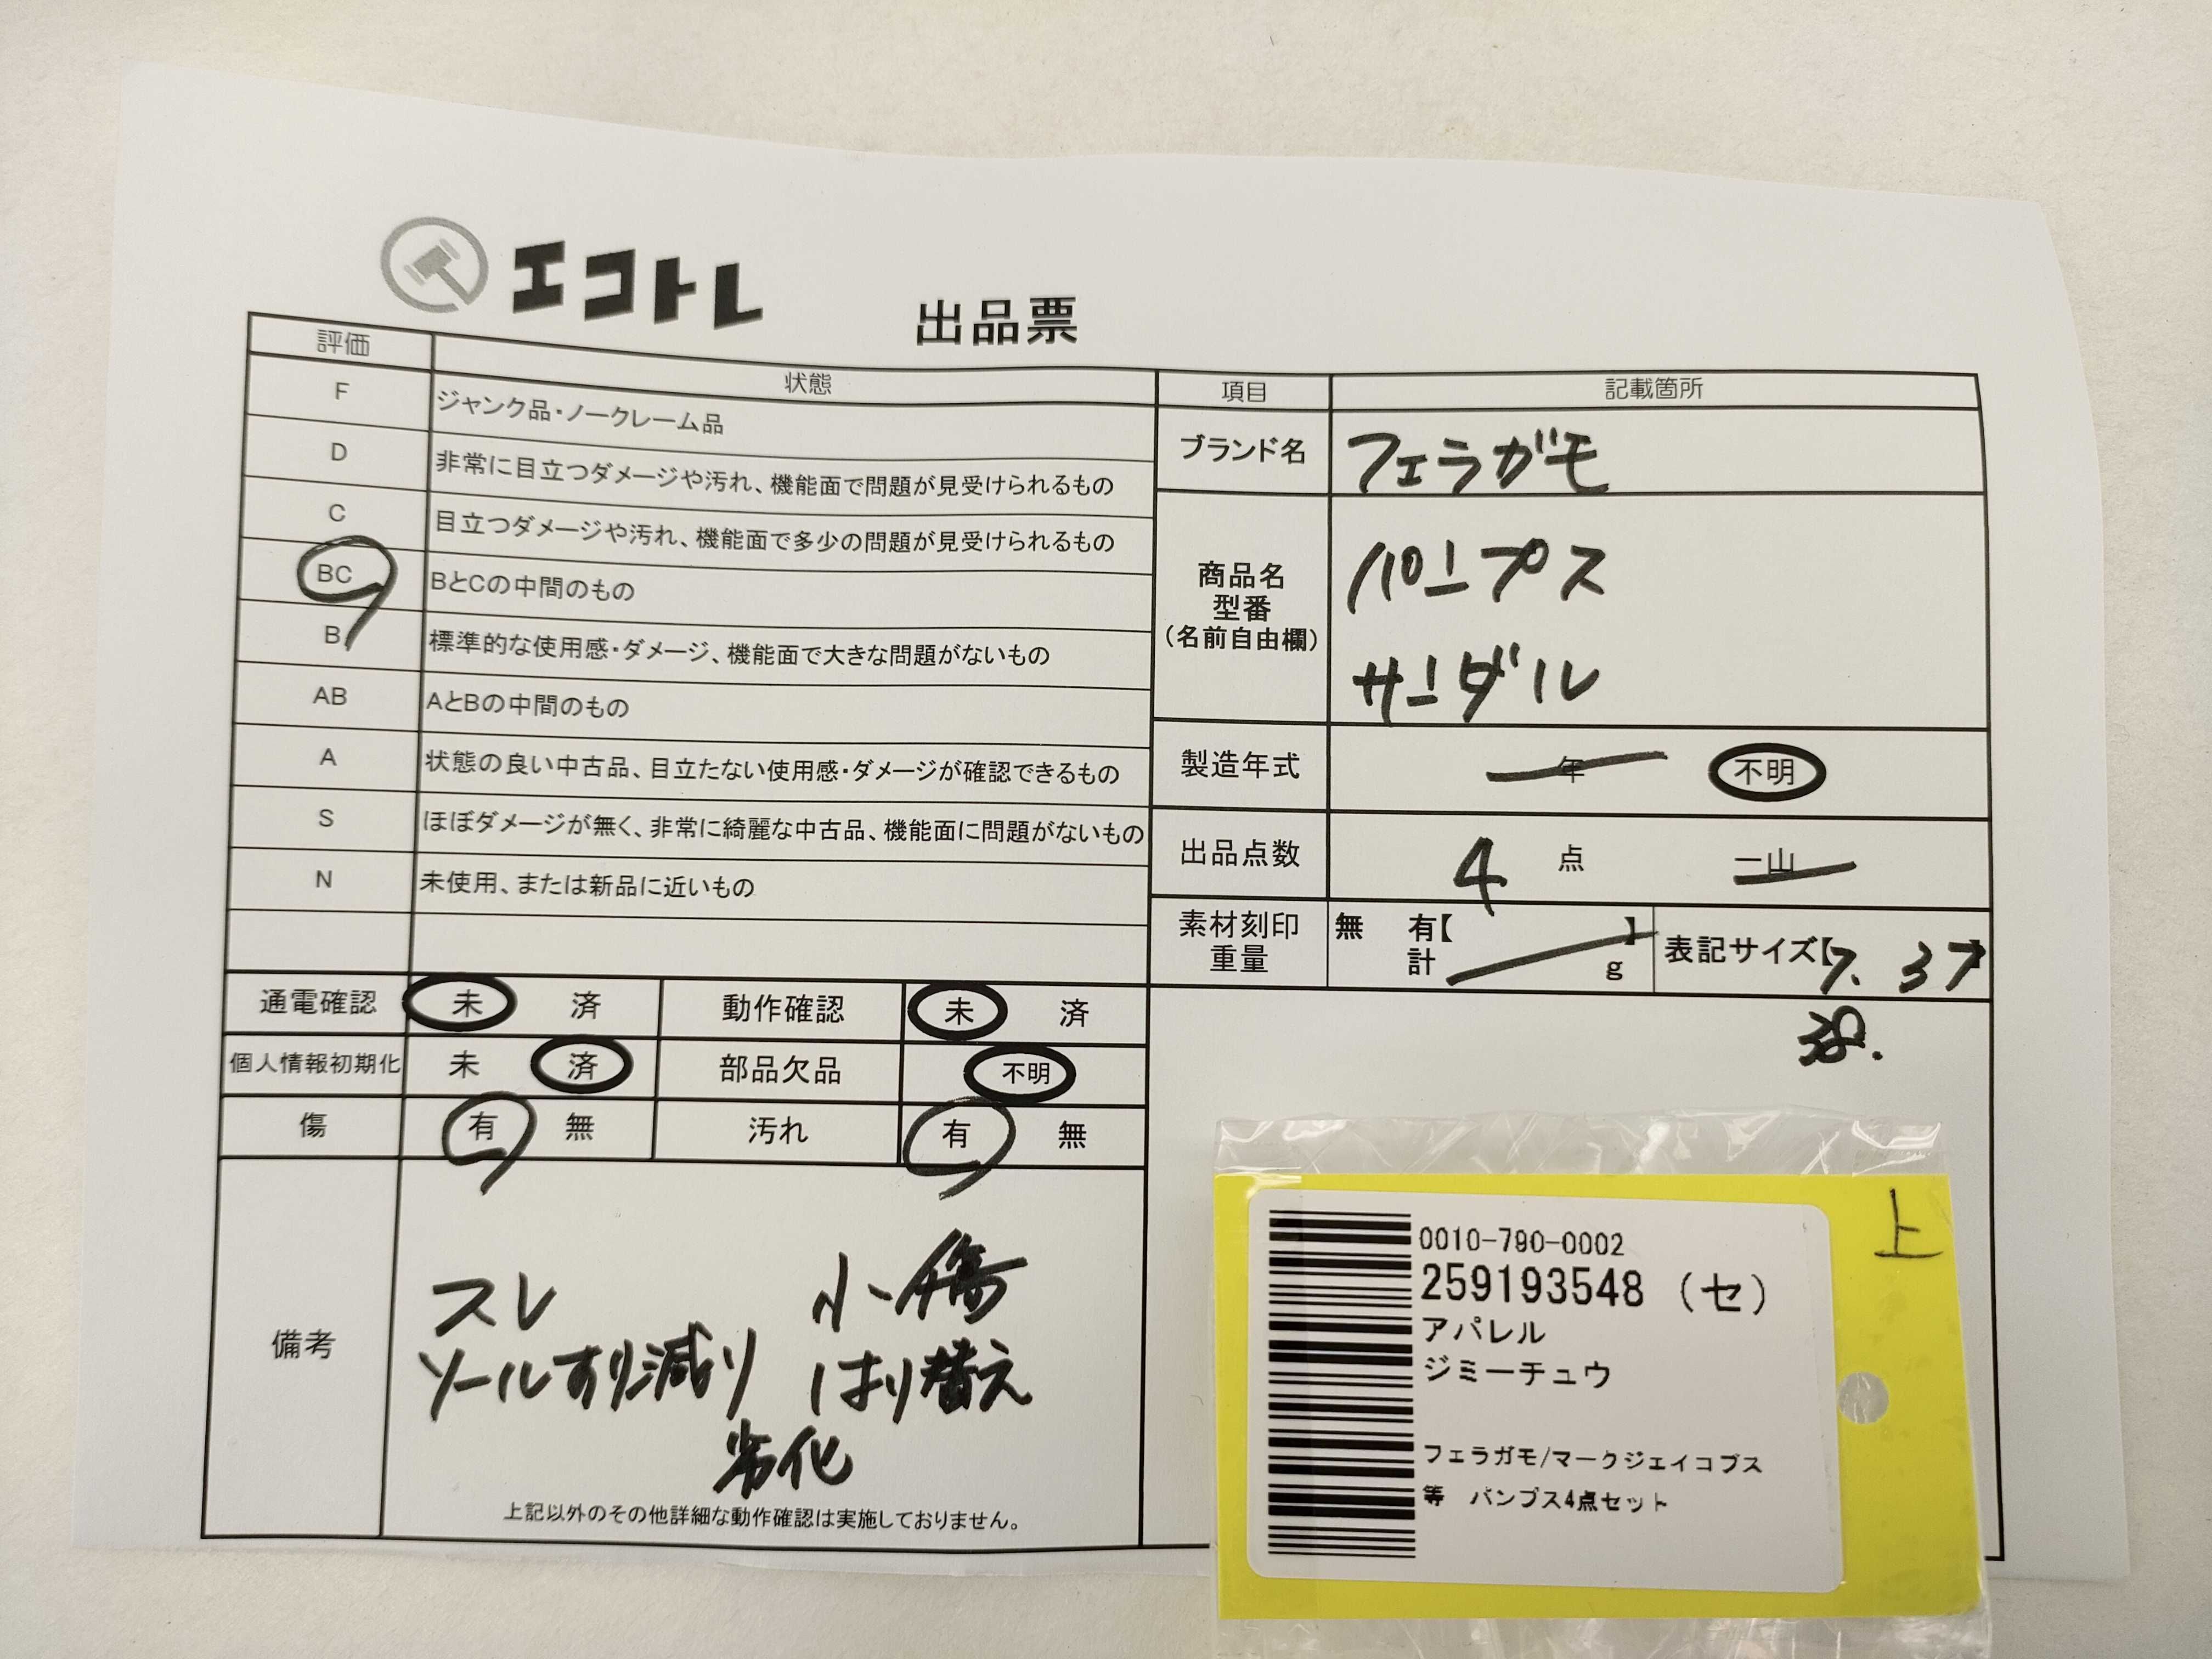 エコトレ
出品票
評価 状態
F ジャンク品・ノークレーム品
D 非常に目立つダメージや汚れ、機能面で問題が見受けられるもの
C 目立つダメージや汚れ、機能面で多少の問題が見受けられるもの
BC BとCの中間のもの
B 標準的な使用感・ダメージ、機能面で大きな問題がないもの
AB AとBの中間のもの
A 状態の良い中古品、目立たない使用感・ダメージが確認できるもの
S ほぼダメージが無く、非常に綺麗な中古品、機能面に問題がないもの
N 未使用、または新品に近いもの
項目 記載箇所
ブランド名 フェラガモ
商品名
型番
(名前自由欄)
パンプス
サンダル
製造年式 年 不明
出品点数 4 点 一山
素材刻印
重量
無 有【 】
計 g
表記サイズ【7. 37
38.
通電確認 未 済 動作確認 未 済
個人情報初期化 未 済 部品欠品 不明
傷 有 無 汚れ 有 無
備考
スレ 小傷
ソールすり減り はり替え
劣化
上記以外のその他詳細な動作確認は実施しておりません。
上
0010-790-0002
259193548 (セ)
アパレル
ジミーチュウ
フェラガモ/マークジェイコブス
等 パンプス4点セット